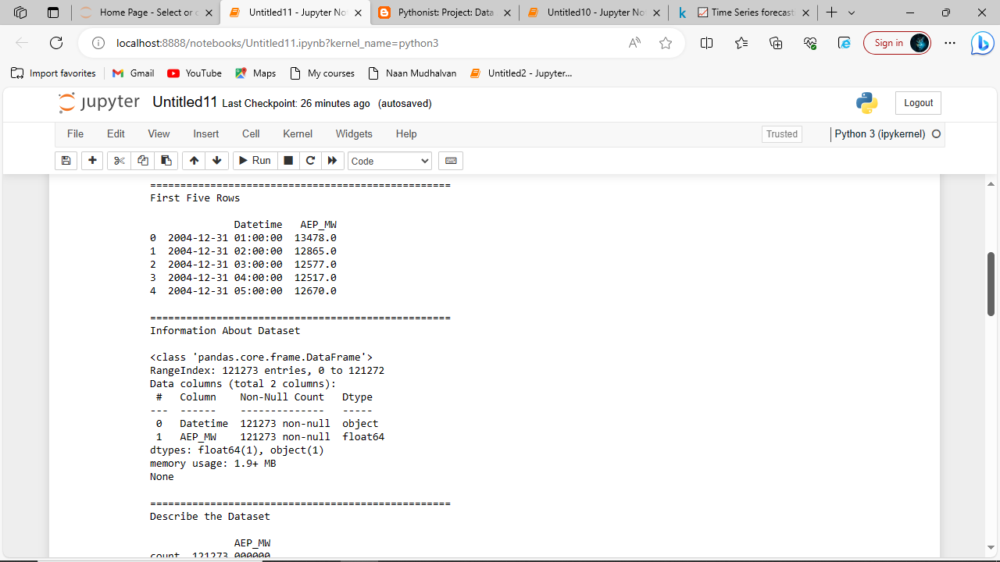 Home Page - Select or c
Untitled11 - Jupyter No
Pythonist: Project: Data
Untitled10 - Jupyter No
Time Series forecast
localhost:8888/notebooks/Untitled11.ipynb?kernel_name=python3
Sign in
Import favorites
Gmail
YouTube
Maps
My courses
Naan Mudhalvan
Untitled2 - Jupyter...
jupyter Untitled11 Last Checkpoint: 26 minutes ago (autosaved)
Logout
File Edit View Insert Cell Kernel Widgets Help
Trusted
Python 3 (ipykernel)
Run
Code
==================================================
First Five Rows
Datetime AEP_MW
0 2004-12-31 01:00:00 13478.0
1 2004-12-31 02:00:00 12865.0
2 2004-12-31 03:00:00 12577.0
3 2004-12-31 04:00:00 12517.0
4 2004-12-31 05:00:00 12670.0
==================================================
Information About Dataset
<class 'pandas.core.frame.DataFrame'>
RangeIndex: 121273 entries, 0 to 121272
Data columns (total 2 columns):
# Column Non-Null Count Dtype
--- ------ -------------- -----
0 Datetime 121273 non-null object
1 AEP_MW 121273 non-null float64
dtypes: float64(1), object(1)
memory usage: 1.9+ MB
None
==================================================
Describe the Dataset
AEP_MW
count 121273.000000